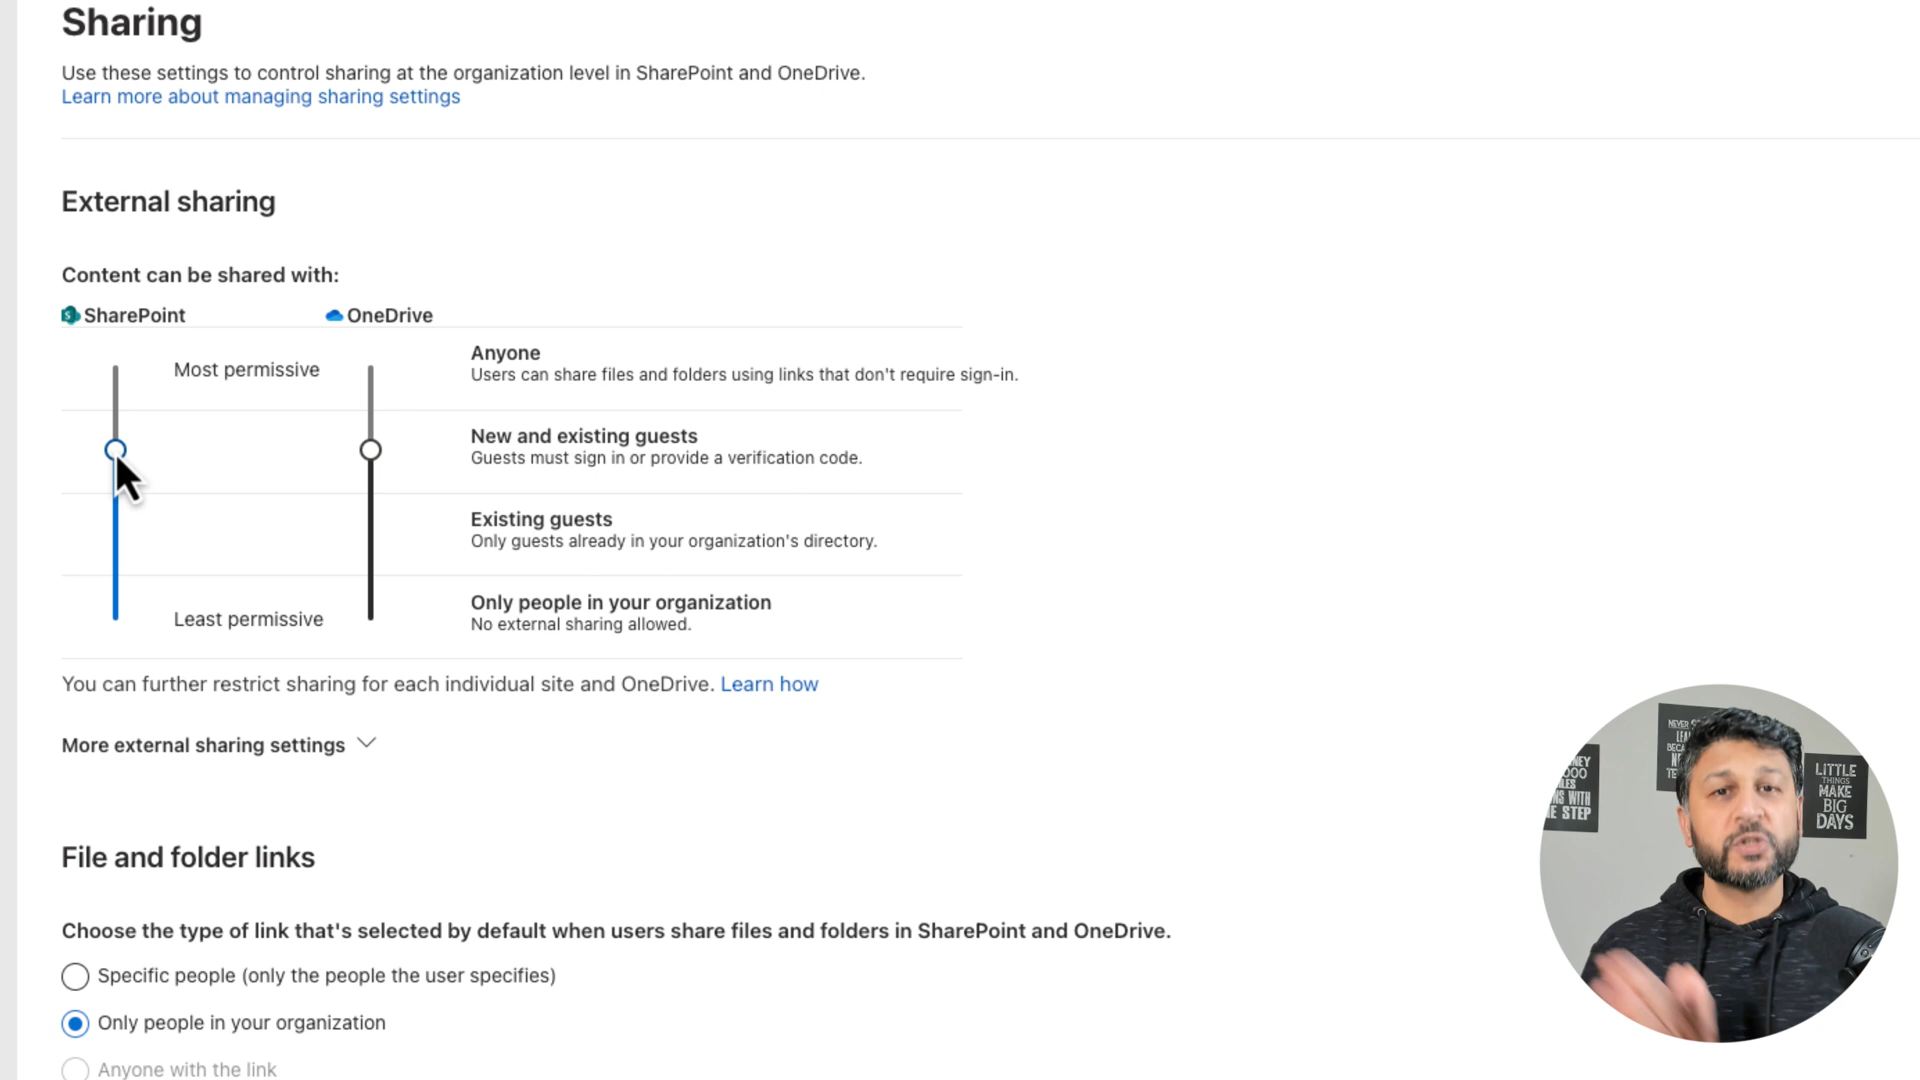 Sharing
Use these settings to control sharing at the organization level in SharePoint and OneDrive.
Learn more about managing sharing settings
External sharing
Content can be shared with:
SharePoint
OneDrive
Most permissive
Anyone
Users can share files and folders using links that don't require sign-in.
New and existing guests
Guests must sign in or provide a verification code.
Existing guests
Only guests already in your organization's directory.
Least permissive
Only people in your organization
No external sharing allowed.
You can further restrict sharing for each individual site and OneDrive. Learn how
More external sharing settings
File and folder links
Choose the type of link that's selected by default when users share files and folders in SharePoint and OneDrive.
Specific people (only the people the user specifies)
Only people in your organization
Anyone with the link
NEVER
LITTLE
THINGS
MAKE
BIG
DAYS
WITH
STEP